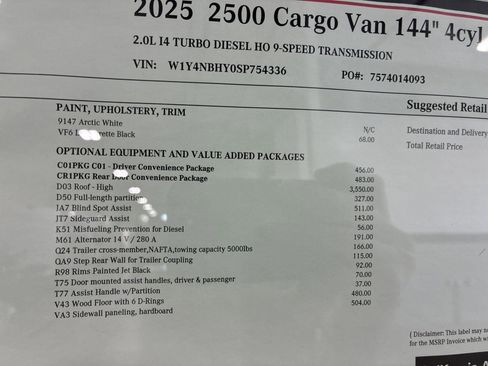 2025 2500 Cargo Van 144" 4cyl
2.0L I4 TURBO DIESEL HO 9-SPEED TRANSMISSION
VIN: W1Y4NBHY0SP754336 PO#: 7574014093
PAINT, UPHOLSTERY, TRIM Suggested Retail
9147 Arctic White N/C Destination and Delivery
VF6 Black 68.00 Total Retail Price
OPTIONAL EQUIPMENT AND VALUE ADDED PACKAGES
C01PKG C01 - Driver Convenience Package 456.00
CR1PKG Rear Door Convenience Package 483.00
D03 Roof - High 3,550.00
D50 Full-length partition 327.00
JA7 Blind Spot Assist 511.00
JT7 Sideguard Assist 143.00
K51 Misfueling Prevention for Diesel 56.00
M61 Alternator 14 V / 280 A 191.00
Q24 Trailer cross-member,NAFTA,towing capacity 5000lbs 166.00
QA9 Step Rear Wall for Trailer Coupling 115.00
R98 Rims Painted Jet Black 92.00
T75 Door mounted assist handles, driver & passenger 70.00
T77 Assist Handle w/Partition 37.00
V43 Wood Floor with 6 D-Rings 480.00
VA3 Sidewall paneling, hardboard 504.00
( Disclaimer: This label may n
for the MSRP Invoice which w